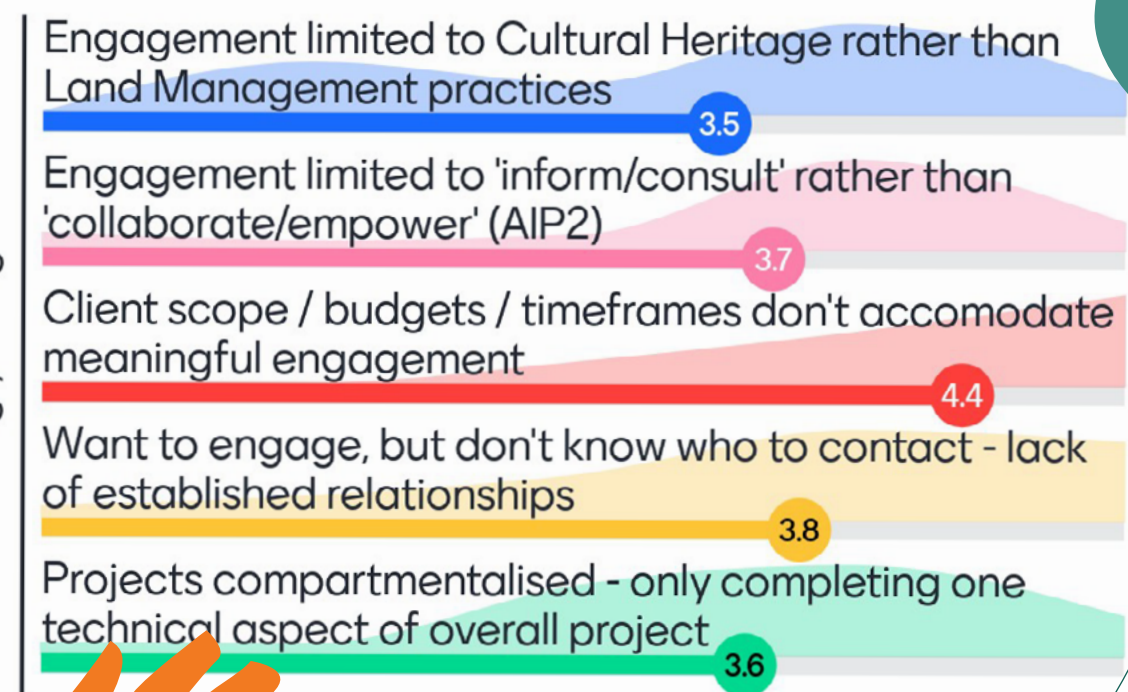 Engagement limited to Cultural Heritage rather than
Land Management practices
3.5
Engagement limited to 'inform/consult' rather than
'collaborate/empower' (AIP2)
3.7
Client scope / budgets / timeframes don't accomodate
meaningful engagement
4.4
Want to engage, but don't know who to contact - lack
of established relationships
3.8
Projects compartmentalised - only completing one
technical aspect of overall project
3.6